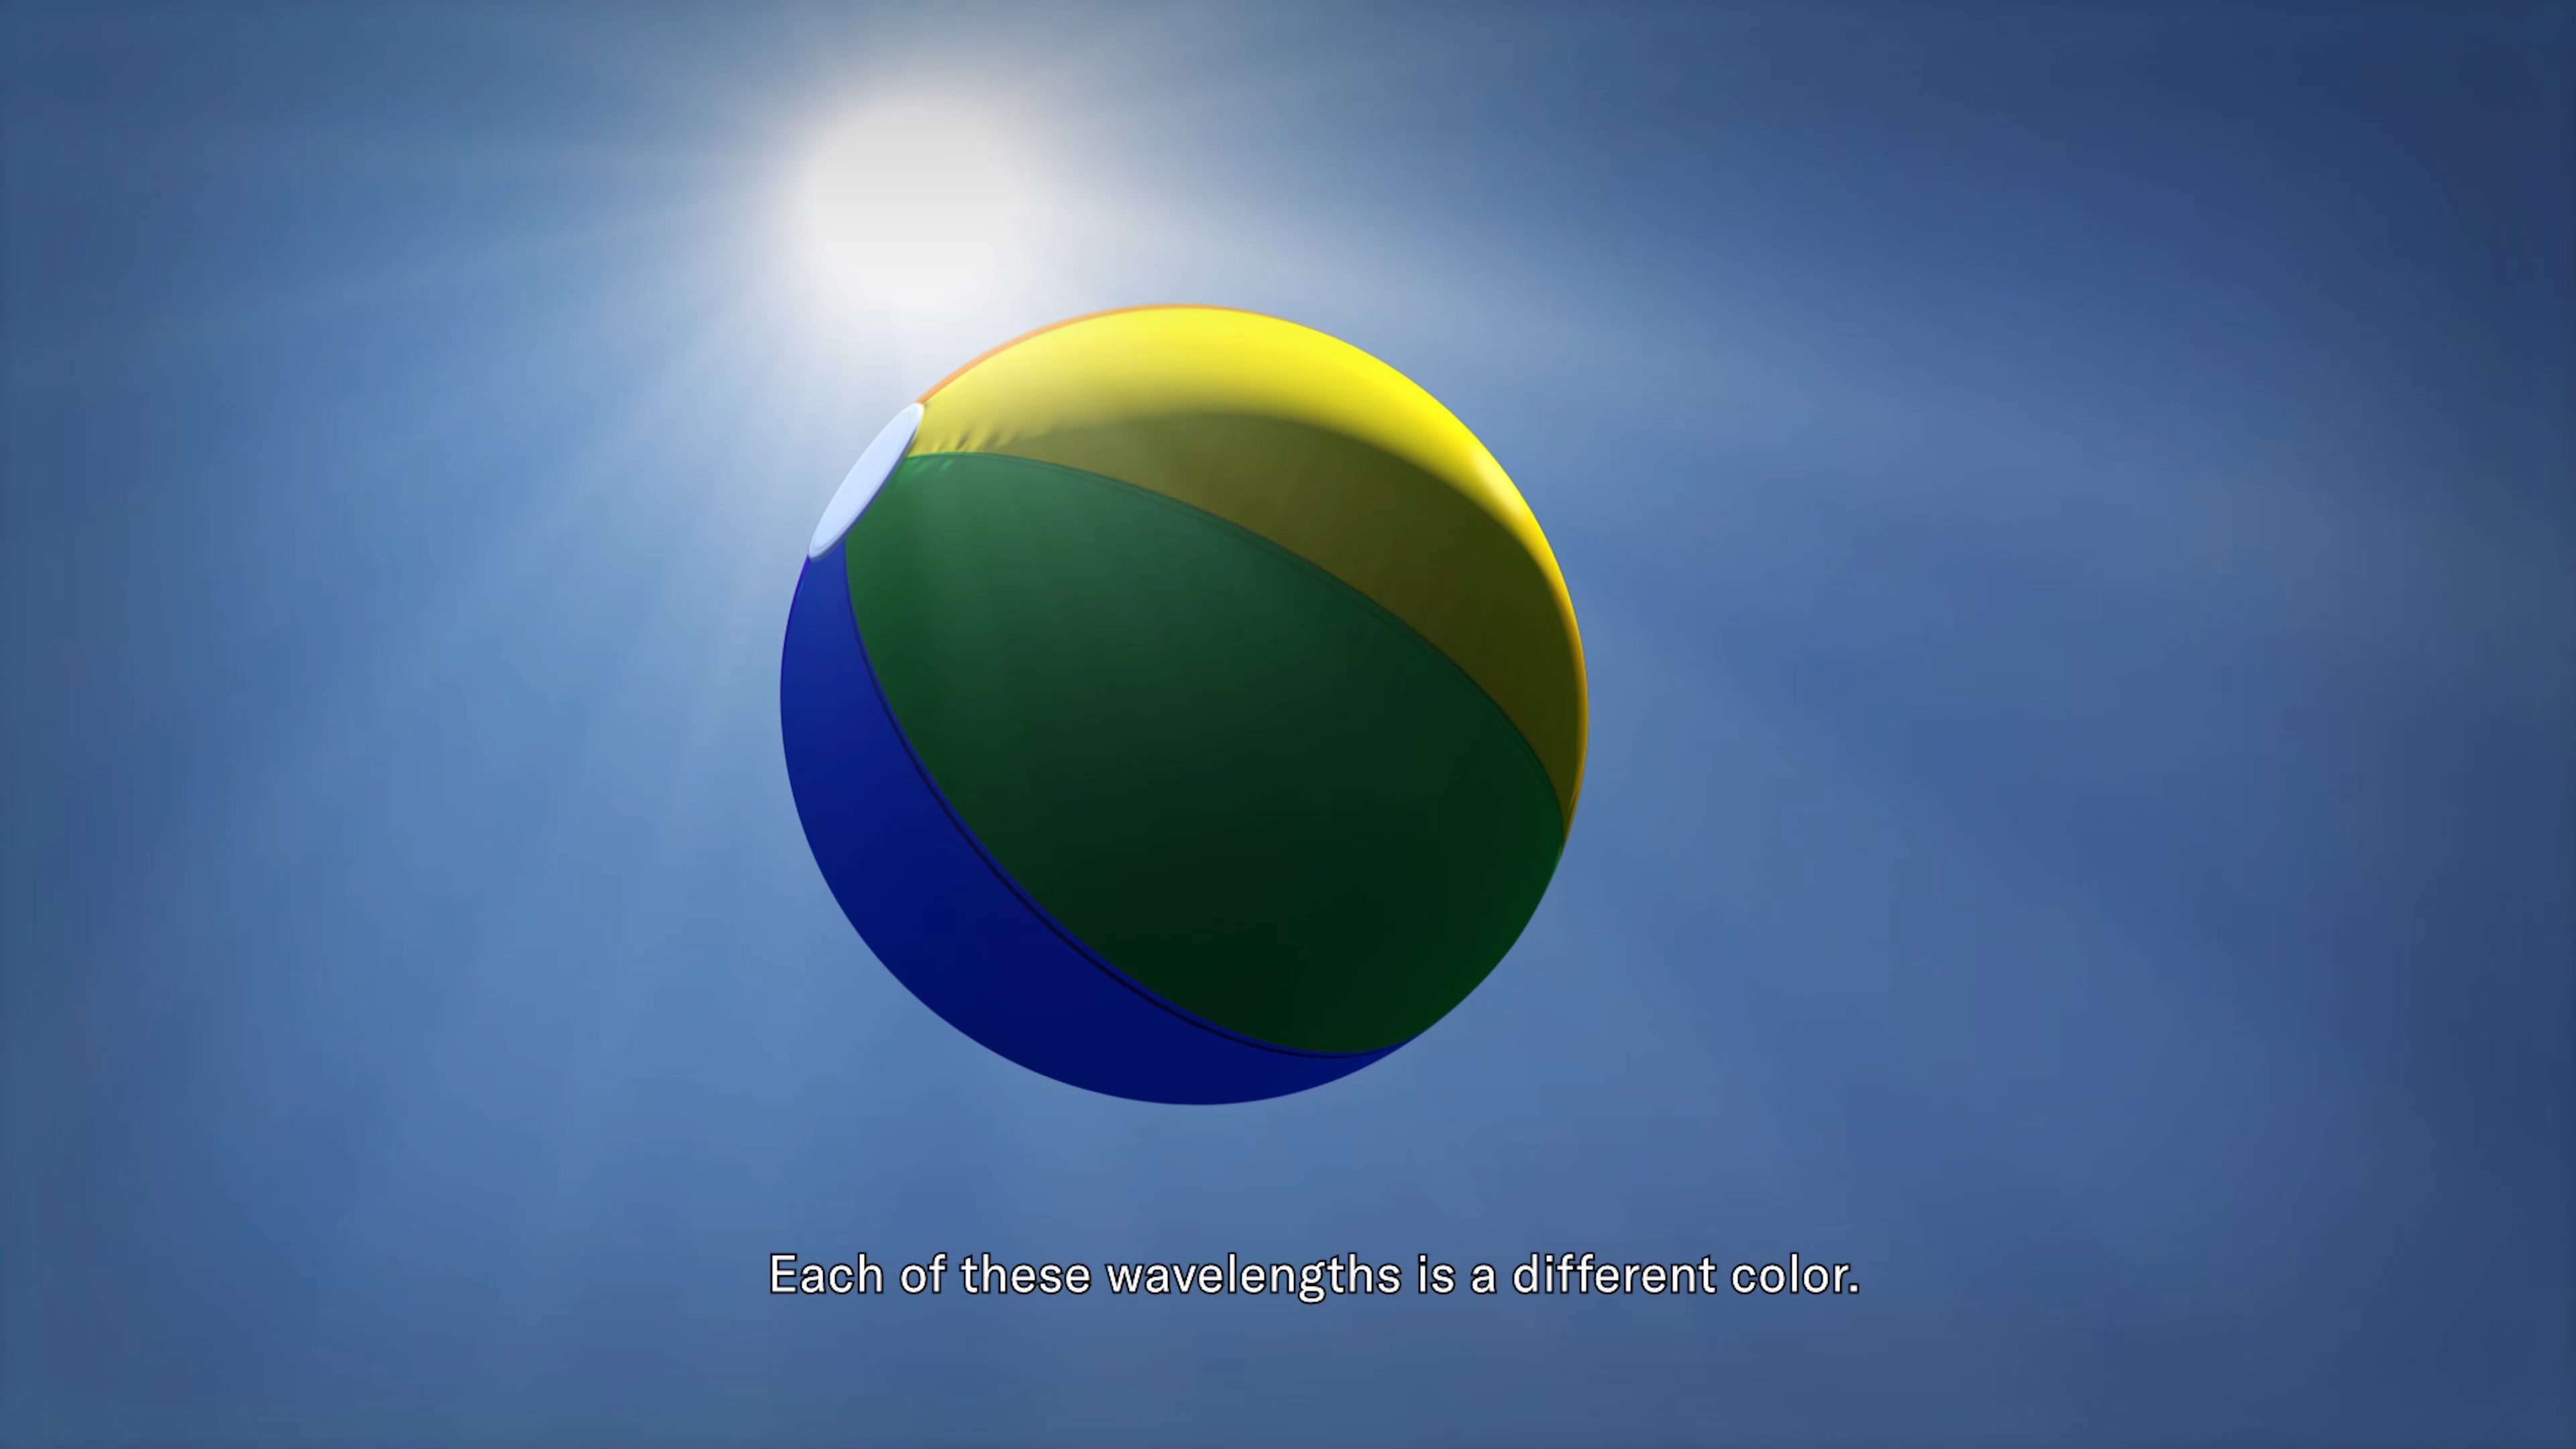 Each of these wavelengths is a different color.